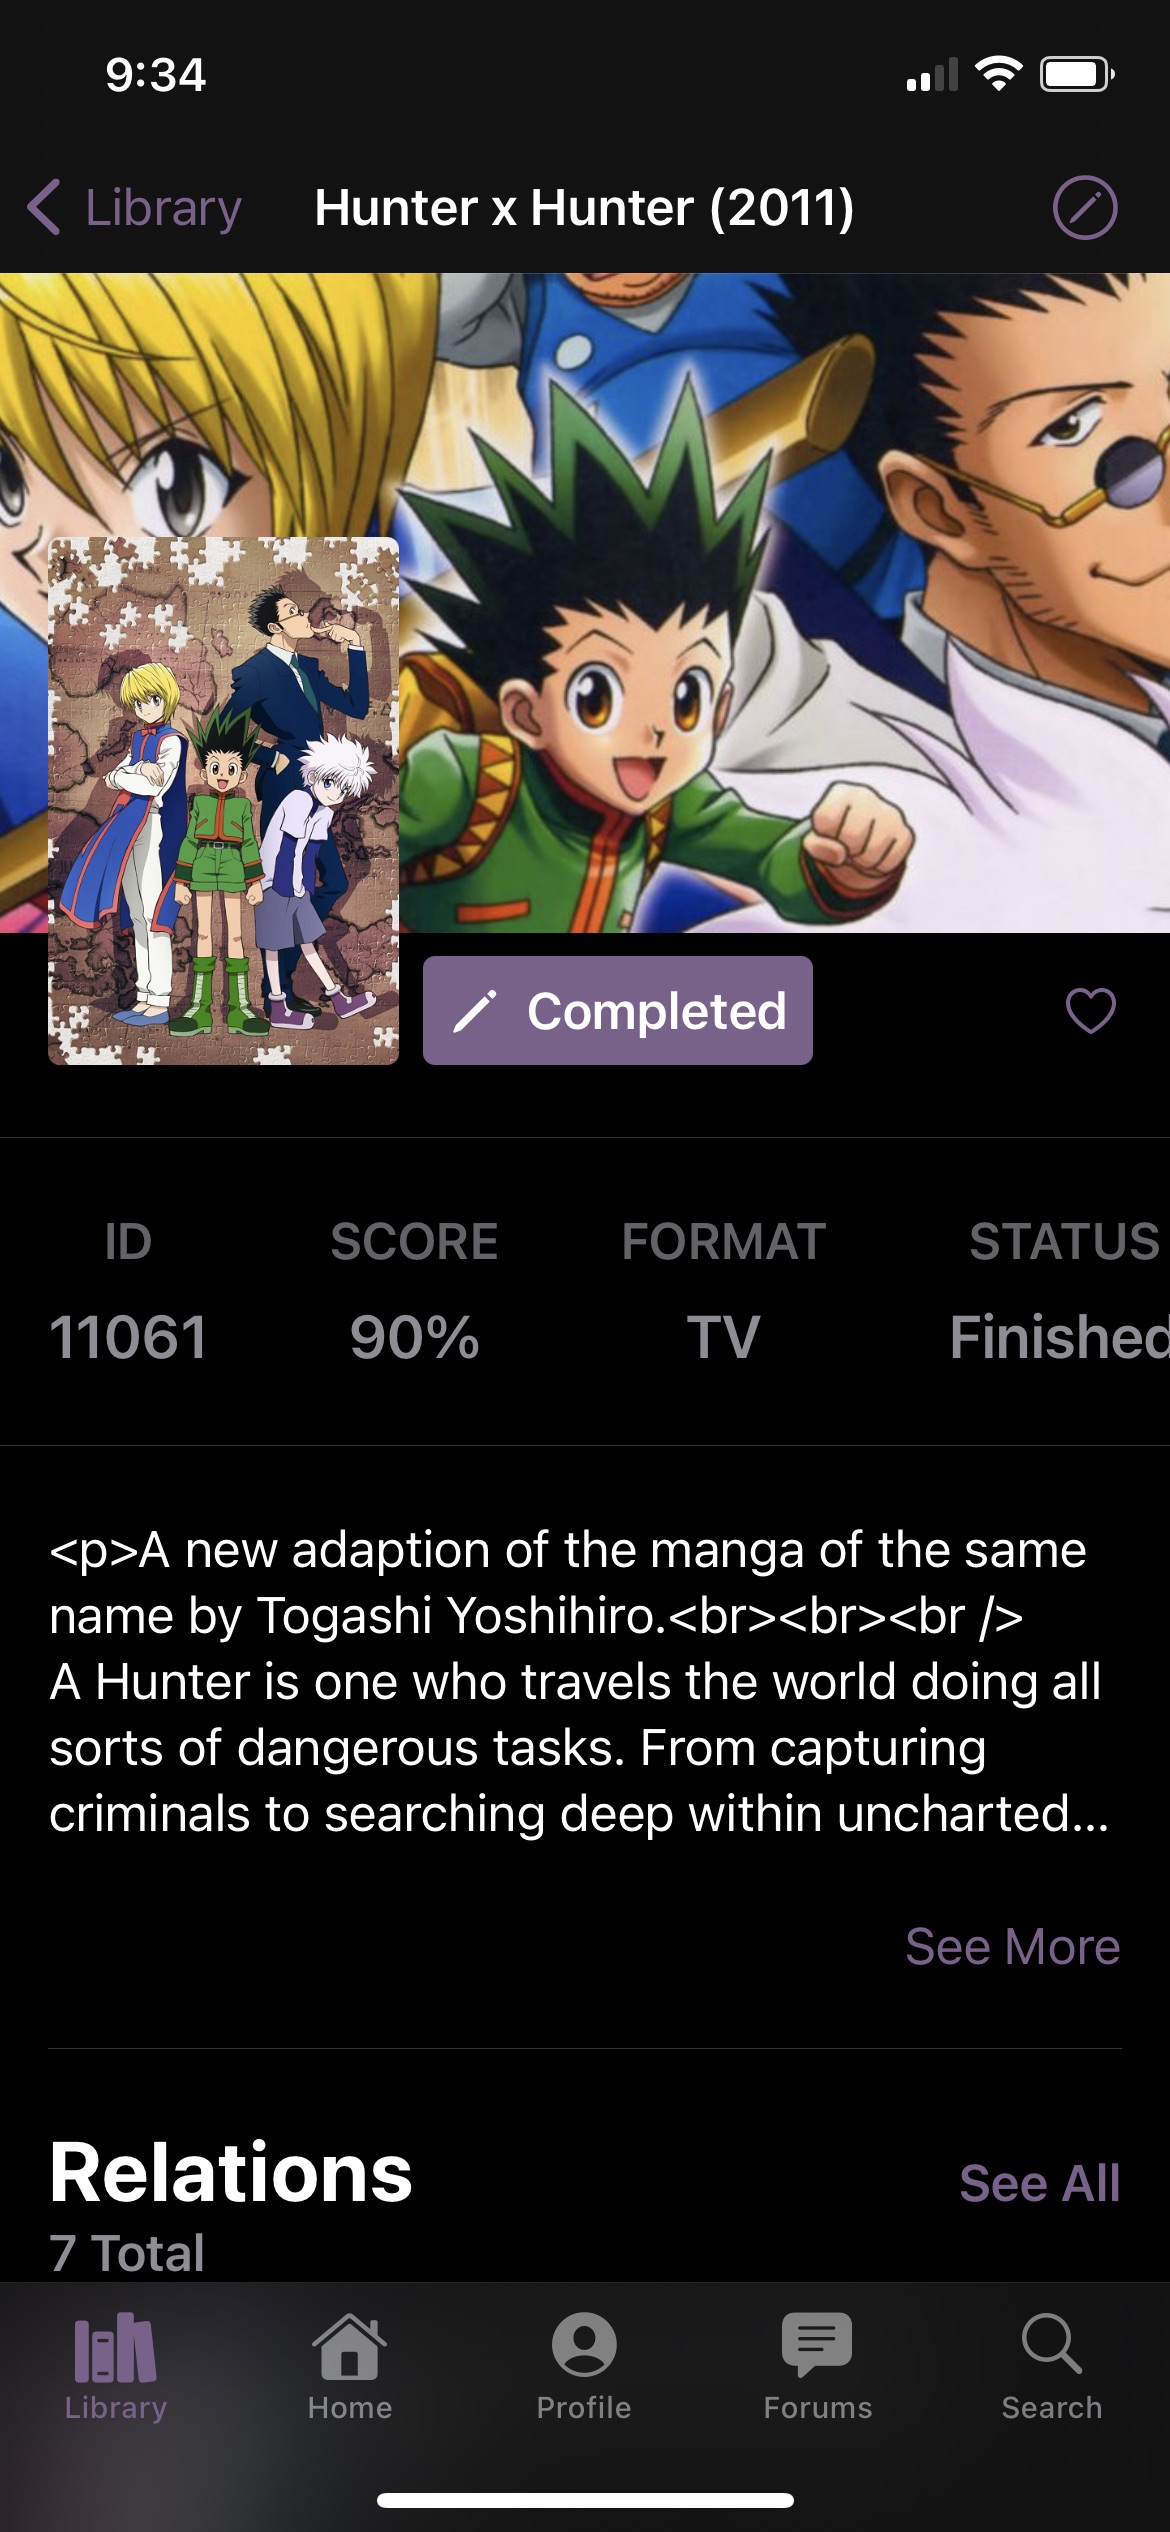 9:34
Library
Hunter x Hunter (2011)
Completed
ID
SCORE
FORMAT
STATUS
11061
90%
TV
Finished
<p>A new adaption of the manga of the same
name by Togashi Yoshihiro.<br><br><br />
A Hunter is one who travels the world doing all
sorts of dangerous tasks. From capturing
criminals to searching deep within uncharted...
See More
Relations
See All
7 Total
Library
Home
Profile
Forums
Search